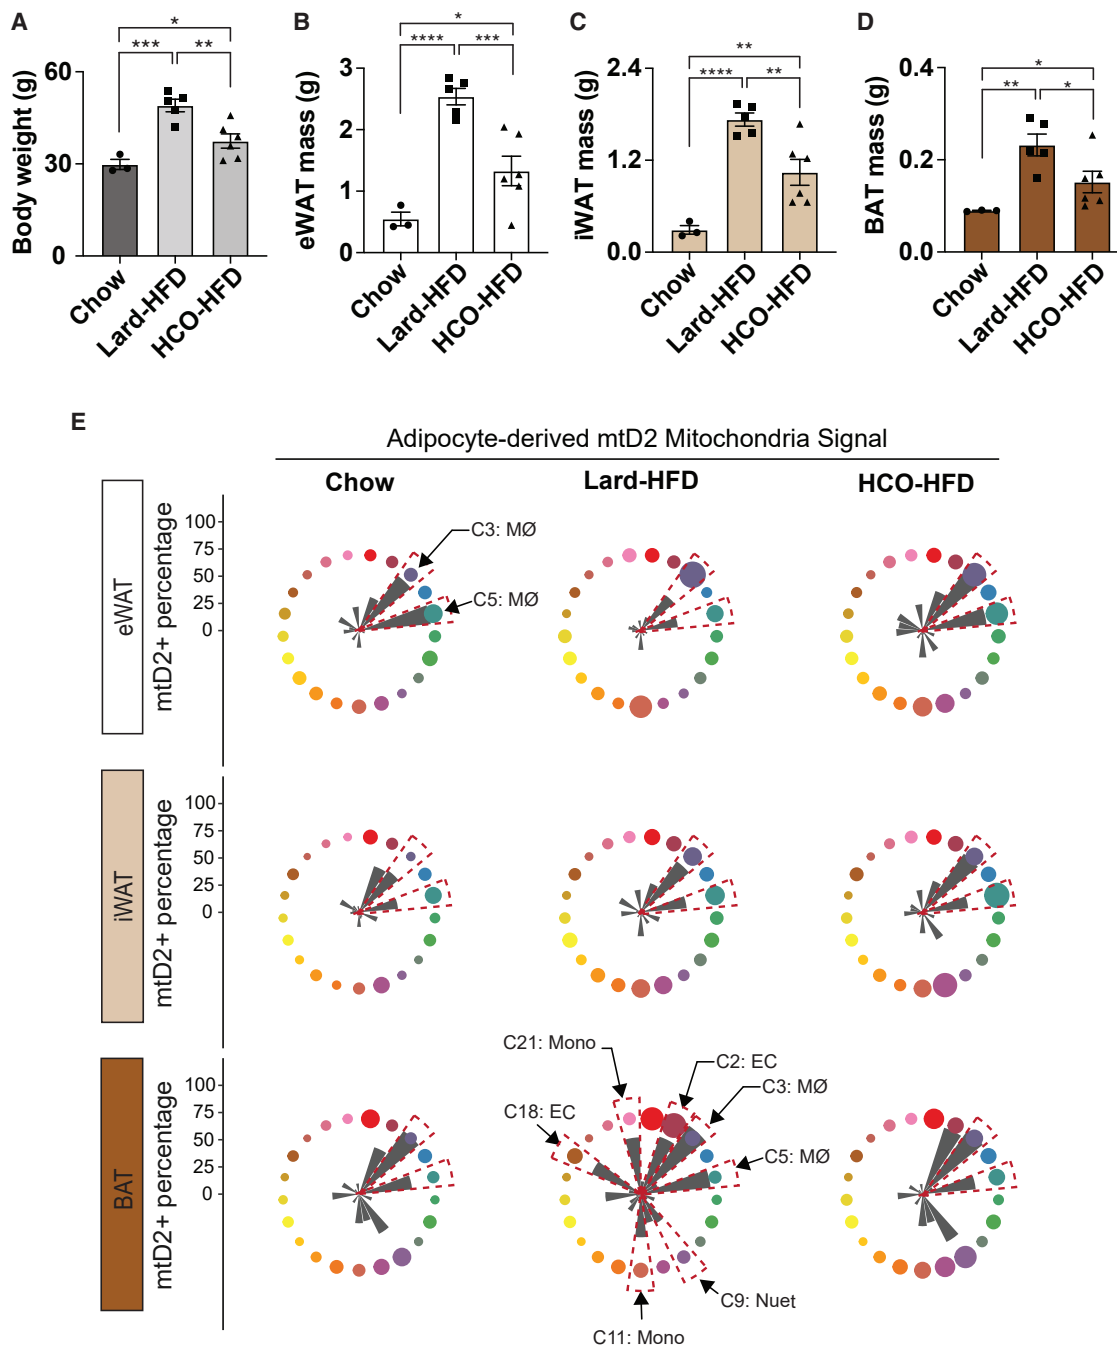 A
B
C
D
*
***
**
Body weight (g)
60
30
0
Chow
Lard-HFD
HCO-HFD
*
****
***
eWAT mass (g)
3
2
1
0
Chow
Lard-HFD
HCO-HFD
**
****
**
iWAT mass (g)
2.4
1.2
0.0
Chow
Lard-HFD
HCO-HFD
*
**
*
BAT mass (g)
0.4
0.2
0.0
Chow
Lard-HFD
HCO-HFD
E
Adipocyte-derived mtD2 Mitochondria Signal
Chow
Lard-HFD
HCO-HFD
eWAT
mtD2+ percentage
100
75
50
25
0
C3: MØ
C5: MØ
iWAT
mtD2+ percentage
100
75
50
25
0
BAT
mtD2+ percentage
100
75
50
25
0
C21: Mono
C2: EC
C3: MØ
C18: EC
C5: MØ
C9: Nuet
C11: Mono